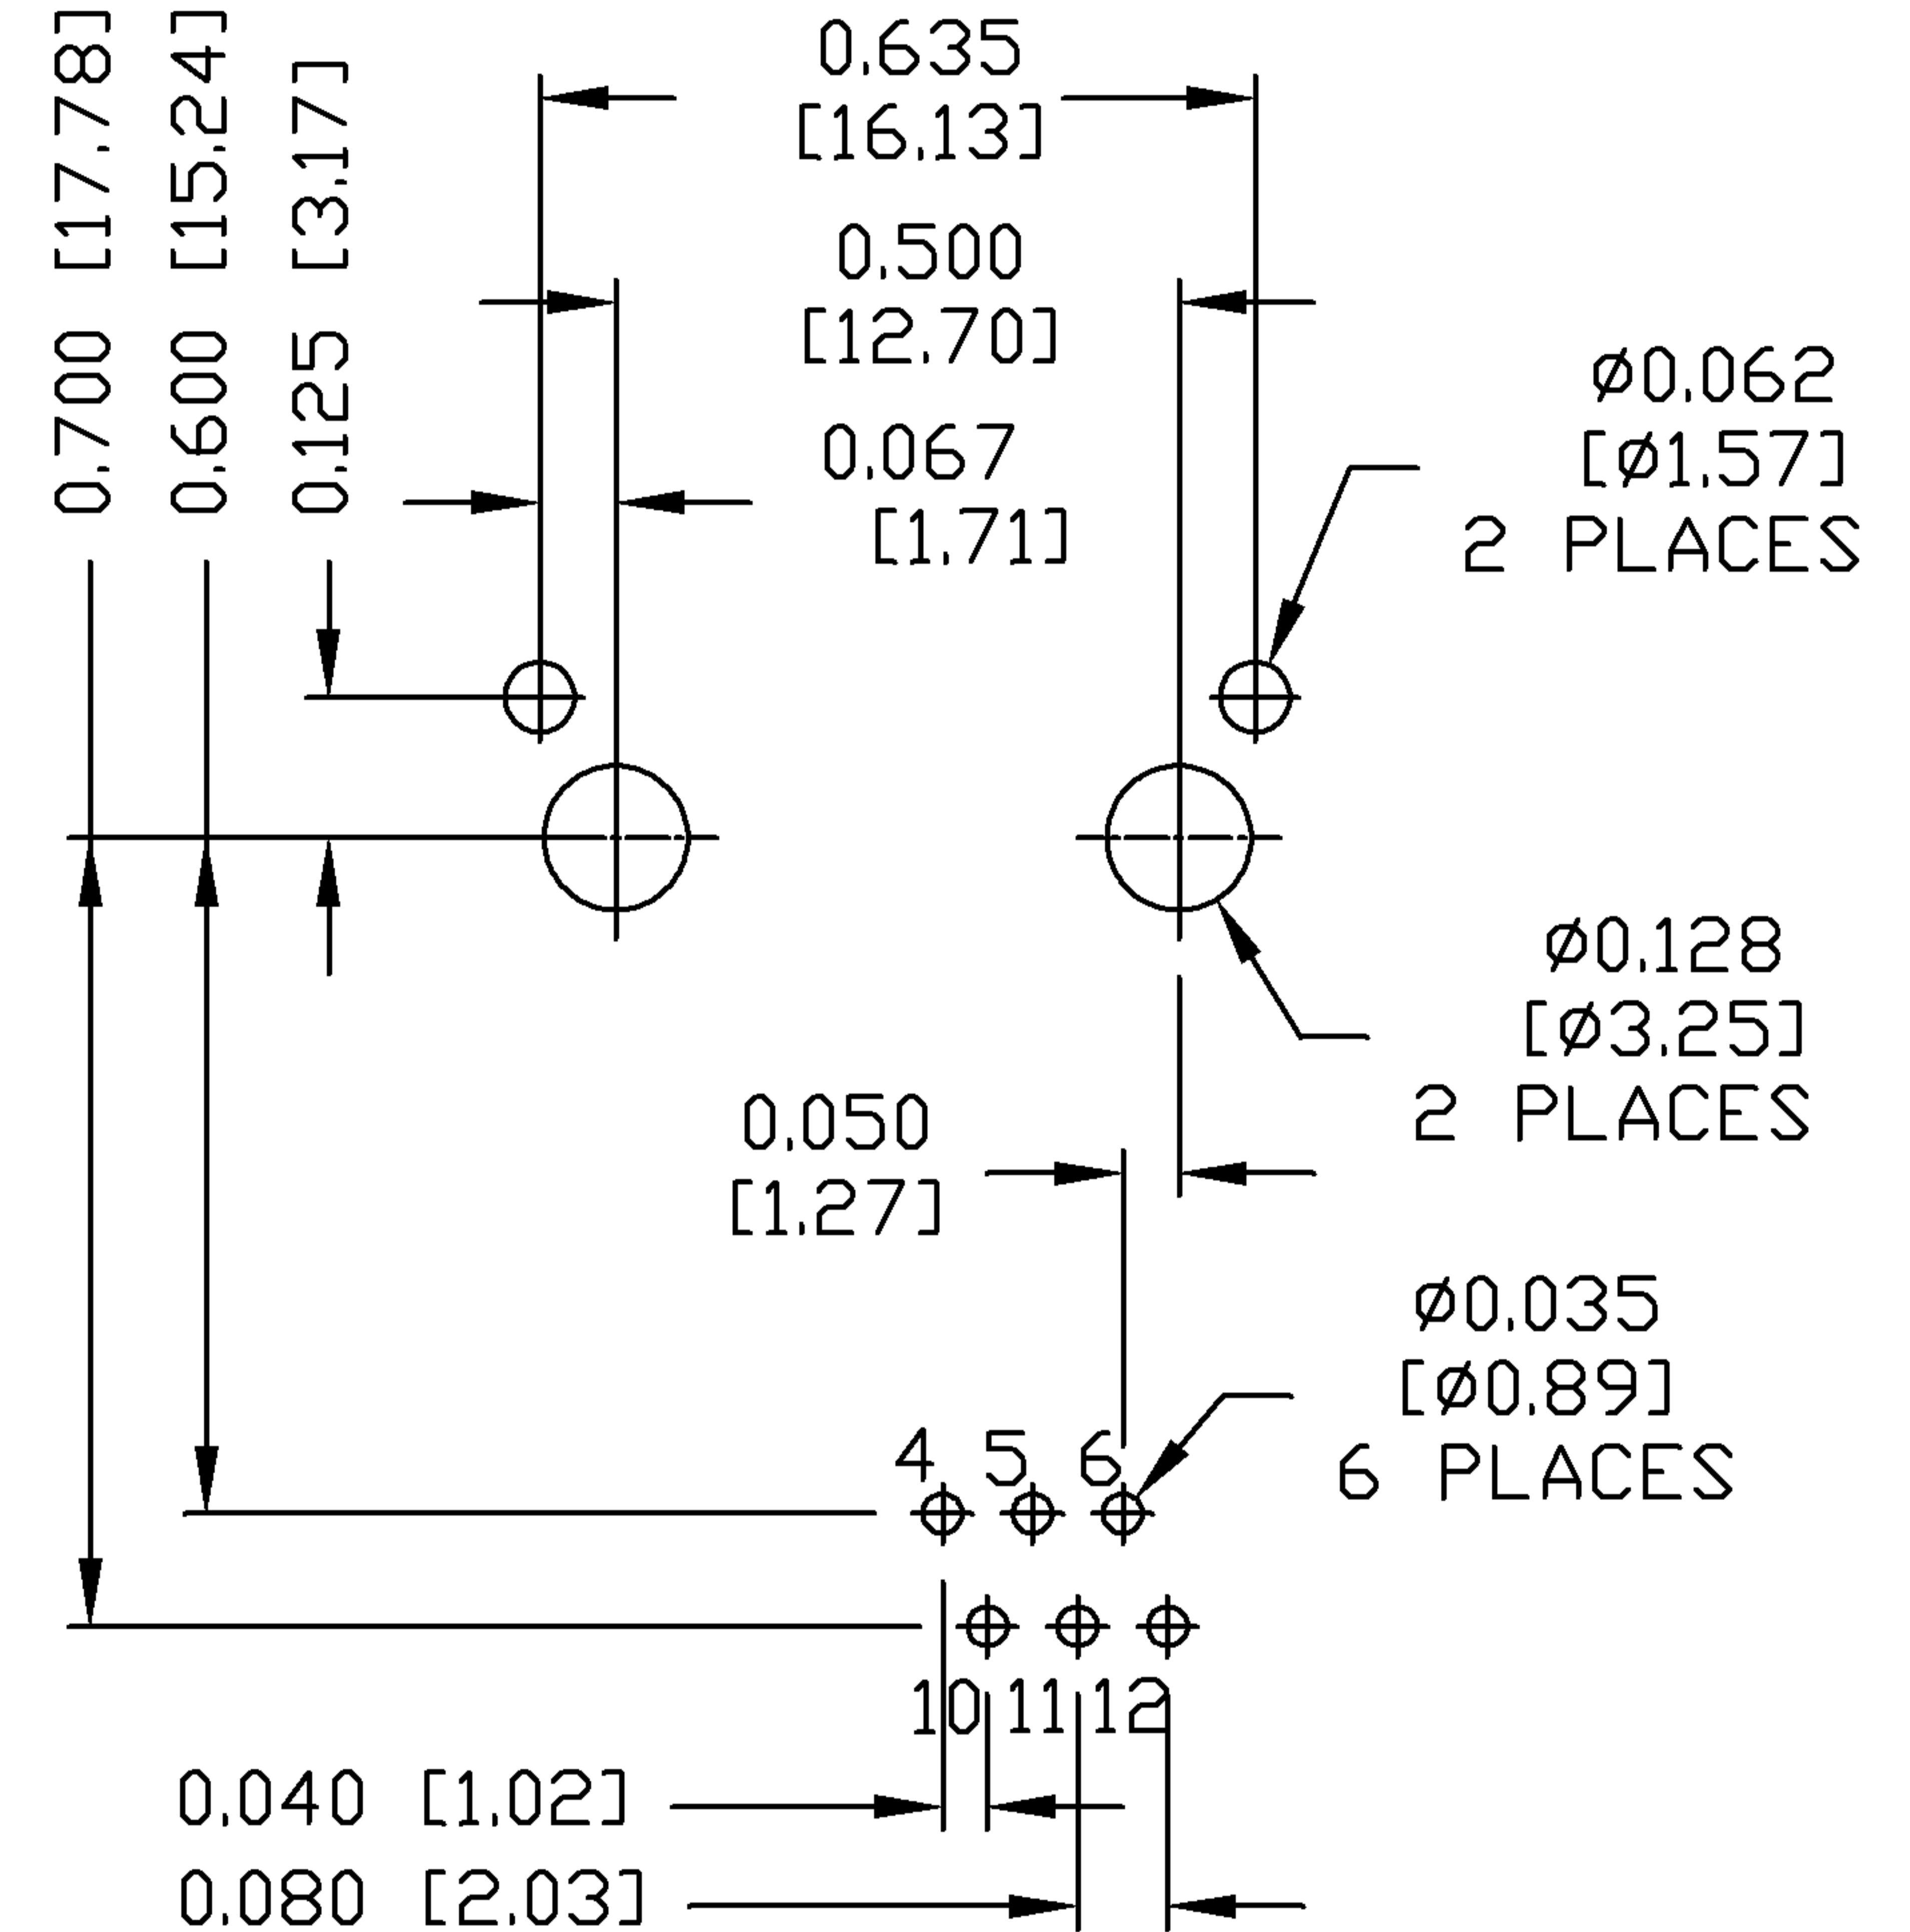 0.700 [17.78]
0.600 [15.24]
0.125 [3.17]
0.635
[16.13]
0.500
[12.70]
0.067
[1.71]
ø0.062
[ø1.57]
2 PLACES
ø0.128
[ø3.25]
2 PLACES
0.050
[1.27]
ø0.035
[ø0.89]
6 PLACES
4 5 6
10 11 12
0.040 [1.02]
0.080 [2.03]